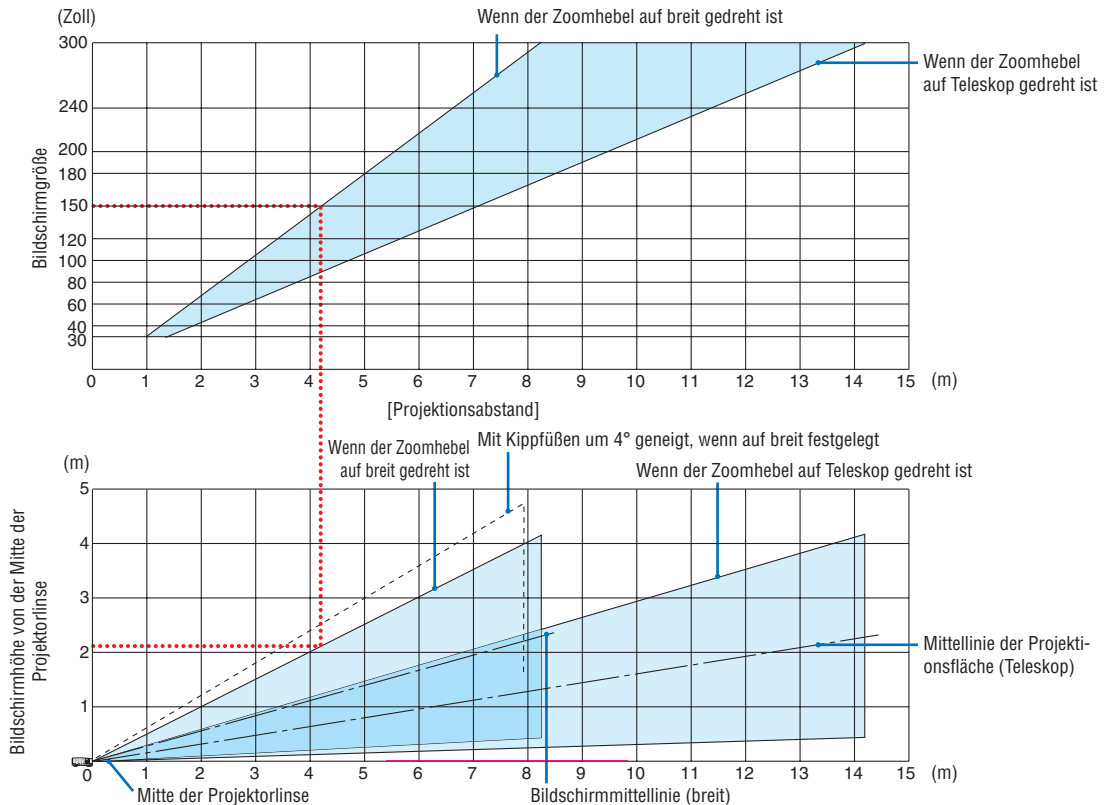 (Zoll)
Wenn der Zoomhebel auf breit gedreht ist
Wenn der Zoomhebel
auf Teleskop gedreht ist
Bildschirmgröße
300
240
200
180
150
120
100
80
60
40
30
0 1 2 3 4 5 6 7 8 9 10 11 12 13 14 15 (m)
[Projektionsabstand]
(m)
Wenn der Zoomhebel
auf breit gedreht ist
Mit Kippfüßen um 4° geneigt, wenn auf breit festgelegt
Wenn der Zoomhebel auf Teleskop gedreht ist
Bildschirmhöhe von der Mitte der
Projektorlinse
5
4
3
2
1
Mittellinie der Projekti-
onsfläche (Teleskop)
0 1 2 3 4 5 6 7 8 9 10 11 12 13 14 15 (m)
Mitte der Projektorlinse
Bildschirmmittellinie (breit)